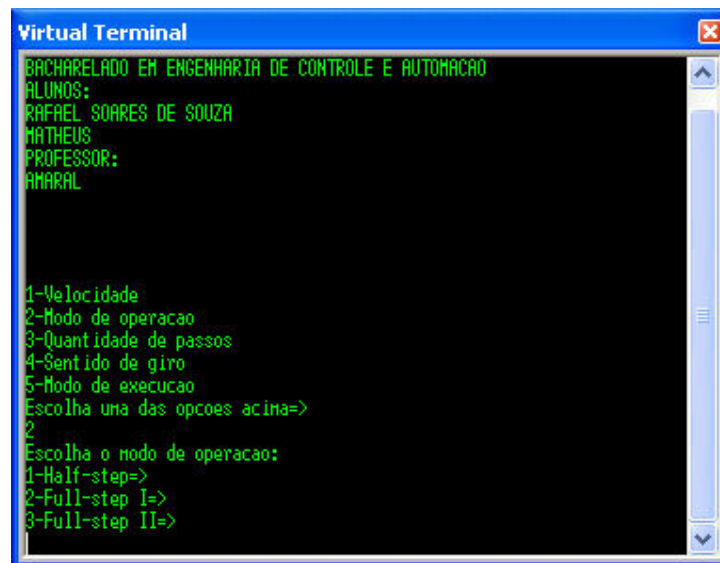 Virtual Terminal
BACHARELADO EM ENGENHARIA DE CONTROLE E AUTOMACAO
ALUNOS:
RAFAEL SOARES DE SOUZA
MATHEUS
PROFESSOR:
AMARAL
1-Velocidade
2-Modo de operacao
3-Quantidade de passos
4-Sentido de giro
5-Modo de execucao
Escolha uma das opcoes acima=>
2
Escolha o modo de operacao:
1-Half-step=>
2-Full-step I=>
3-Full-step II=>